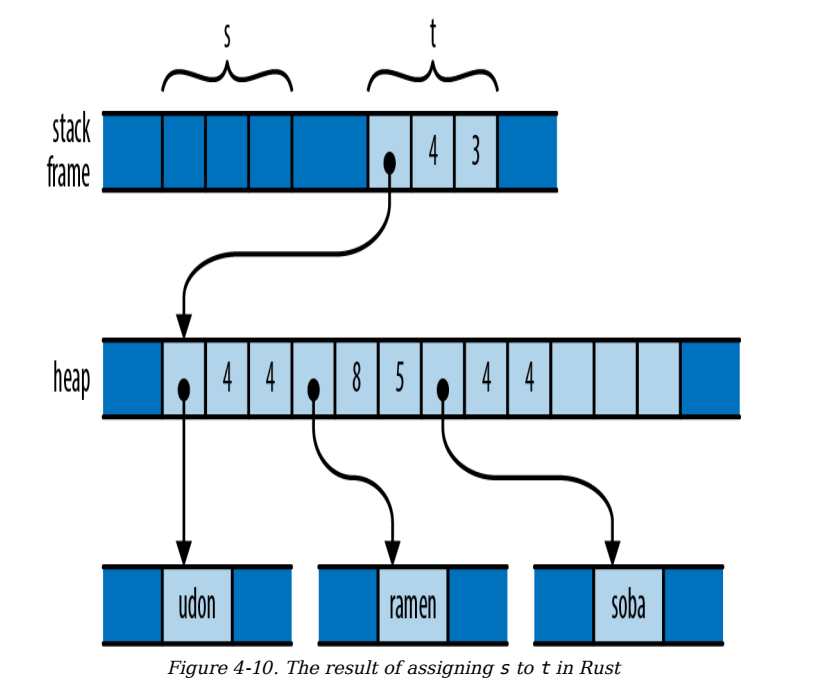 s t
stack
frame
4 3
heap
4 4 8 5 4 4
udon ramen soba
Figure 4-10. The result of assigning s to t in Rust